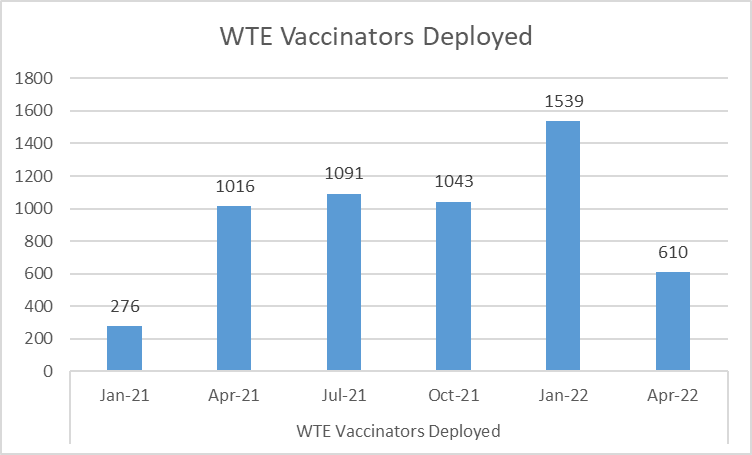 WTE Vaccinators Deployed
1800
1600
1400
1200
1000
800
600
400
200
0
276
1016
1091
1043
1539
610
Jan-21
Apr-21
Jul-21
Oct-21
Jan-22
Apr-22
WTE Vaccinators Deployed